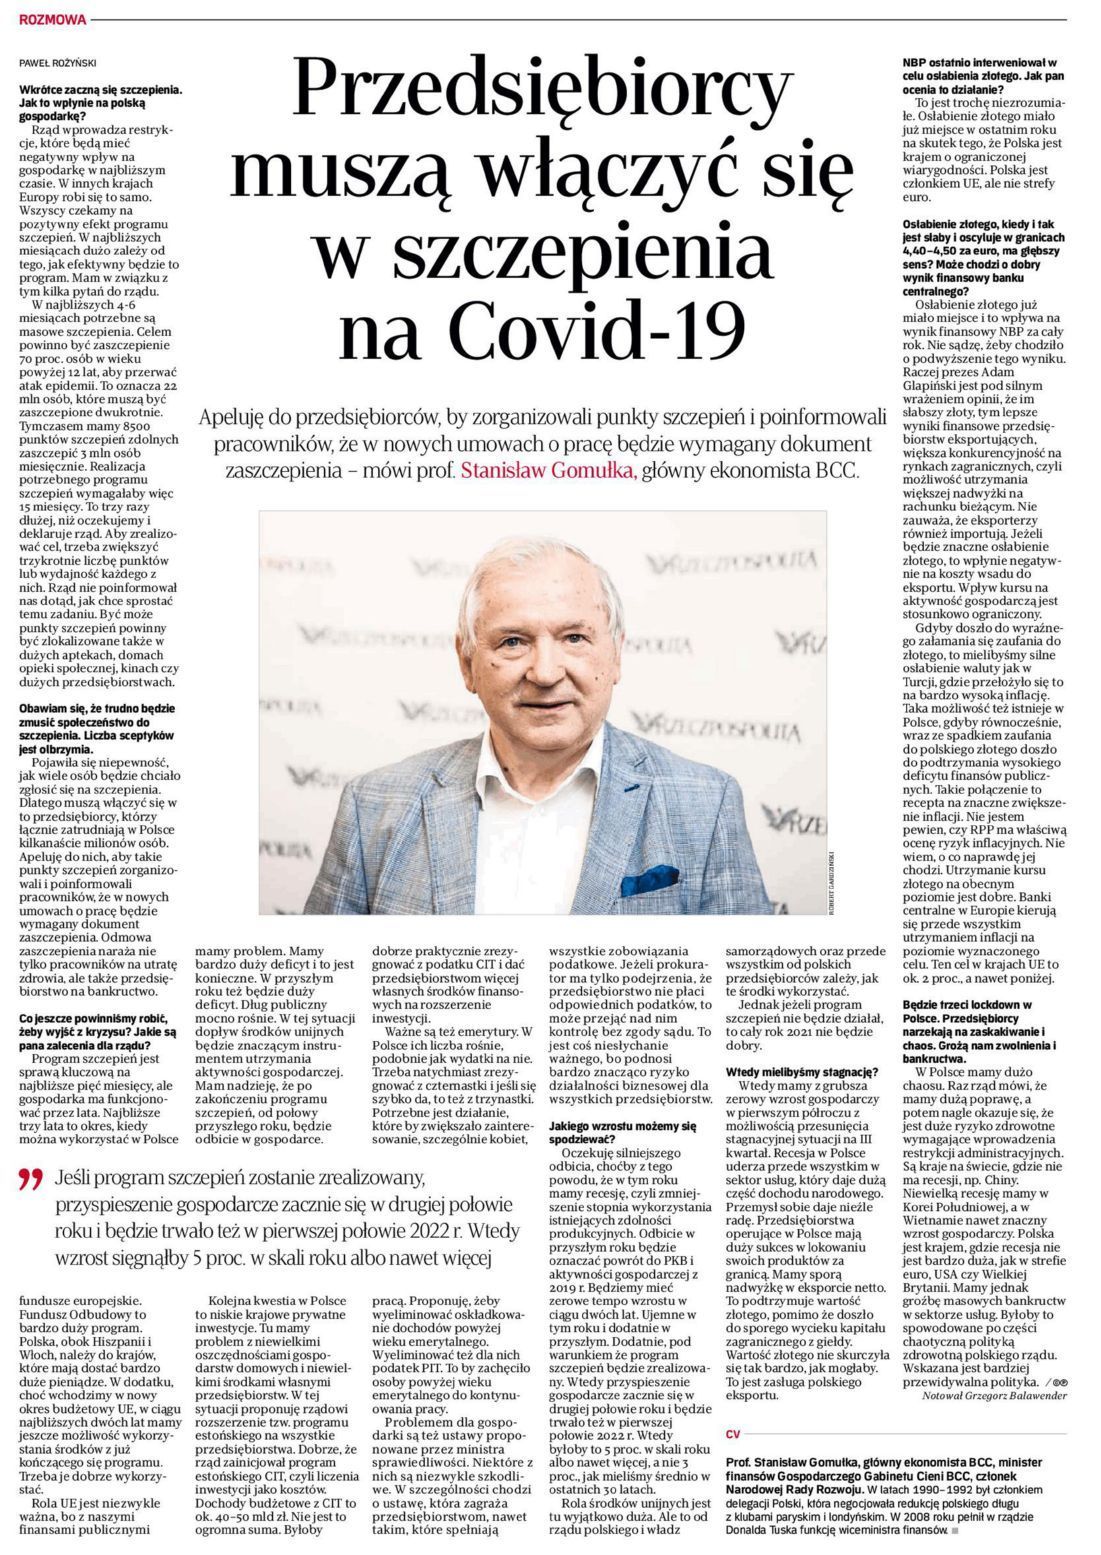 ROZMOWA
PAWEŁ ROŻYŃSKI
Przedsiębiorcy
muszą włączyć się
w szczepienia
na Covid-19
Apeluję do przedsiębiorców, by zorganizowali punkty szczepień i poinformowali
pracowników, że w nowych umowach o pracę będzie wymagany dokument
zaszczepienia – mówi prof. Stanisław Gomułka, główny ekonomista BCC.
Wkrótce zaczną się szczepienia.
Jak to wpłynie na polską
gospodarkę?
Rząd wprowadza restryk-
cje, które będą mieć
negatywny wpływ na
gospodarkę w najbliższym
czasie. W innych krajach
Europy robi się to samo.
Wszyscy czekamy na
pozytywny efekt programu
szczepień. W najbliższych
miesiącach dużo zależy od
tego, jak efektywny będzie to
program. Mam w związku z
tym kilka pytań do rządu.
W najbliższych 4-6
miesiącach potrzebne są
masowe szczepienia. Celem
powinno być zaszczepienie
70 proc. osób w wieku
powyżej 12 lat, aby przerwać
atak epidemii. To oznacza 22
mln osób, które muszą być
zaszczepione dwukrotnie.
Tymczasem mamy 8500
punktów szczepień zdolnych
zaszczepić 3 mln osób
miesięcznie. Realizacja
potrzebnego programu
szczepień wymagałaby więc
15 miesięcy. To trzy razy
dłużej, niż oczekujemy i
deklaruje rząd. Aby zrealizo-
wać cel, trzeba zwiększyć
trzykrotnie liczbę punktów
lub wydajność każdego z
nich. Rząd nie poinformował
nas dotąd, jak chce sprostać
temu zadaniu. Być może
punkty szczepień powinny
być zlokalizowane także w
dużych aptekach, domach
opieki społecznej, kinach czy
dużych przedsiębiorstwach.
Obawiam się, że trudno będzie
zmusić społeczeństwo do
szczepienia. Liczba sceptyków
jest olbrzymia.
Pojawiła się niepewność,
jak wiele osób będzie chciało
zgłosić się na szczepienia.
Dlatego muszą włączyć się w
to przedsiębiorcy, którzy
łącznie zatrudniają w Polsce
kilkanaście milionów osób.
Apeluję do nich, aby takie
punkty szczepień zorganizo-
wali i poinformowali
pracowników, że w nowych
umowach o pracę będzie
wymagany dokument
zaszczepienia. Odmowa
zaszczepienia naraża nie
tylko pracowników na utratę
zdrowia, ale także przedsię-
biorstwo na bankructwo.
Co jeszcze powinniśmy robić,
żeby wyjść z kryzysu? Jakie są
pana zalecenia dla rządu?
Program szczepień jest
sprawą kluczową na
najbliższe pięć miesięcy, ale
gospodarka ma funkcjono-
wać przez lata. Najbliższe
trzy lata to okres, kiedy
można wykorzystać w Polsce
fundusze europejskie.
Fundusz Odbudowy to
bardzo duży program.
Polska, obok Hiszpanii i
Włoch, należy do krajów,
które mają dostać bardzo
duże pieniądze. W dodatku,
choć wchodzimy w nowy
okres budżetowy UE, w ciągu
najbliższych dwóch lat mamy
jeszcze możliwość wykorzy-
stania środków z już
kończącego się programu.
Trzeba je dobrze wykorzy-
stać.
Rola UE jest niezwykle
ważna, bo z naszymi
finansami publicznymi
mamy problem. Mamy
bardzo duży deficyt i to jest
konieczne. W przyszłym
roku też będzie duży
deficyt. Dług publiczny
mocno rośnie. W tej sytuacji
dopływ środków unijnych
będzie znaczącym instru-
mentem utrzymania
aktywności gospodarczej.
Mam nadzieję, że po
zakończeniu programu
szczepień, od połowy
przyszłego roku, będzie
odbicie w gospodarce.
Kolejna kwestia w Polsce
to niskie krajowe prywatne
inwestycje. Tu mamy
problem z niewielkimi
oszczędnościami gospo-
darstw domowych i niewiel-
kimi środkami własnymi
przedsiębiorstw. W tej
sytuacji proponuję rządowi
rozszerzenie tzw. programu
estońskiego na wszystkie
przedsiębiorstwa. Dobrze, że
rząd zainicjował program
estońskiego CIT, czyli liczenia
inwestycji jako kosztów.
Dochody budżetowe z CIT to
ok. 40–50 mld zł. Nie jest to
ogromna suma. Byłoby
dobrze praktycznie zrezy-
gnować z podatku CIT i dać
przedsiębiorstwom więcej
własnych środków finanso-
wych na rozszerzenie
inwestycji.
Ważne są też emerytury. W
Polsce ich liczba rośnie,
podobnie jak wydatki na nie.
Trzeba natychmiast zrezy-
gnować z czternastki i jeśli się
szybko da, to też z trzynastki.
Potrzebne jest działanie,
które by zwiększało zaintere-
sowanie, szczególnie kobiet,
pracą. Proponuję, żeby
wyeliminować oskładkowa-
nie dochodów powyżej
wieku emerytalnego.
Wyeliminować też dla nich
podatek PIT. To by zachęciło
osoby powyżej wieku
emerytalnego do kontynu-
owania pracy.
Problemem dla gospo-
darki są też ustawy propo-
nowane przez ministra
sprawiedliwości. Niektóre z
nich są niezwykle szkodli-
we. W szczególności chodzi
o ustawę, która zagraża
przedsiębiorstwom, nawet
takim, które spełniają
wszystkie zobowiązania
podatkowe. Jeżeli prokura-
tor ma tylko podejrzenia, że
przedsiębiorstwo nie płaci
odpowiednich podatków, to
może przejąć nad nim
kontrolę bez zgody sądu. To
jest coś niesłychanie
ważnego, bo podnosi
bardzo znacząco ryzyko
działalności biznesowej dla
wszystkich przedsiębiorstw.
Jakiego wzrostu możemy się
spodziewać?
Oczekuję silniejszego
odbicia, choćby z tego
powodu, że w tym roku
mamy recesję, czyli zmniej-
szenie stopnia wykorzystania
istniejących zdolności
produkcyjnych. Odbicie w
przyszłym roku będzie
oznaczać powrót do PKB i
aktywności gospodarczej z
2019 r. Będziemy mieć
zerowe tempo wzrostu w
ciągu dwóch lat. Ujemne w
tym roku i dodatnie w
przyszłym. Dodatnie, pod
warunkiem że program
szczepień będzie zrealizowa-
ny. Wtedy przyspieszenie
gospodarcze zacznie się w
drugiej połowie roku i będzie
trwało też w pierwszej
połowie 2022 r. Wtedy
byłoby to 5 proc. w skali roku
albo nawet więcej, a nie 3
proc., jak mieliśmy średnio w
ostatnich 30 latach.
Rola środków unijnych jest
tu wyjątkowo duża. Ale to od
rządu polskiego i władz
samorządowych oraz przede
wszystkim od polskich
przedsiębiorców zależy, jak
te środki wykorzystać.
Jednak jeżeli program
szczepień nie będzie działał,
to cały rok 2021 nie będzie
dobry.
Wtedy mielibyśmy stagnację?
Wtedy mamy z grubsza
zerowy wzrost gospodarczy
w pierwszym półroczu z
możliwością przesunięcia
stagnacyjnej sytuacji na III
kwartał. Recesja w Polsce
uderza przede wszystkim w
sektor usług, który daje dużą
część dochodu narodowego.
Przemysł sobie daje nieźle
radę. Przedsiębiorstwa
operujące w Polsce mają
duży sukces w lokowaniu
swoich produktów za
granicą. Mamy sporą
nadwyżkę w eksporcie netto.
To podtrzymuje wartość
złotego, pomimo że doszło
do sporego wycieku kapitału
zagranicznego z giełdy.
Wartość złotego nie skurczyła
się tak bardzo, jak mogłaby.
To jest zasługa polskiego
eksportu.
NBP ostatnio interweniował w
celu osłabienia złotego. Jak pan
ocenia to działanie?
To jest trochę niezrozumia-
łe. Osłabienie złotego miało
już miejsce w ostatnim roku
na skutek tego, że Polska jest
krajem o ograniczonej
wiarygodności. Polska jest
członkiem UE, ale nie strefy
euro.
Osłabienie złotego, kiedy i tak
jest słaby i oscyluje w granicach
4,40–4,50 za euro, ma głębszy
sens? Może chodzi o dobry
wynik finansowy banku
centralnego?
Osłabienie złotego już
miało miejsce i to wpływa na
wynik finansowy NBP za cały
rok. Nie sądzę, żeby chodziło
o podwyższenie tego wyniku.
Raczej prezes Adam
Glapiński jest pod silnym
wrażeniem opinii, że im
słabszy złoty, tym lepsze
wyniki finansowe przedsię-
biorstw eksportujących,
większa konkurencyjność na
rynkach zagranicznych, czyli
możliwość utrzymania
większej nadwyżki na
rachunku bieżącym. Nie
zauważa, że eksporterzy
również importują. Jeżeli
będzie znaczne osłabienie
złotego, to wpłynie negatyw-
nie na koszty wsadu do
eksportu. Wpływ kursu na
aktywność gospodarczą jest
stosunkowo ograniczony.
Gdyby doszło do wyraźne-
go załamania się zaufania do
złotego, to mielibyśmy silne
osłabienie waluty jak w
Turcji, gdzie przełożyło się to
na bardzo wysoką inflację.
Taka możliwość też istnieje w
Polsce, gdyby równocześnie,
wraz ze spadkiem zaufania
do polskiego złotego doszło
do podtrzymania wysokiego
deficytu finansów publicz-
nych. Takie połączenie to
recepta na znaczne zwiększe-
nie inflacji. Nie jestem
pewien, czy RPP ma właściwą
ocenę ryzyk inflacyjnych. Nie
wiem, o co naprawdę jej
chodzi. Utrzymanie kursu
złotego na obecnym
poziomie jest dobre. Banki
centralne w Europie kierują
się przede wszystkim
utrzymaniem inflacji na
poziomie wyznaczonego
celu. Ten cel w krajach UE to
ok. 2 proc., a nawet poniżej.
Będzie trzeci lockdown w
Polsce. Przedsiębiorcy
narzekają na zaskakiwanie i
chaos. Grożą nam zwolnienia i
bankructwa.
W Polsce mamy dużo
chaosu. Raz rząd mówi, że
mamy dużą poprawę, a
potem nagle okazuje się, że
jest duże ryzyko zdrowotne
wymagające wprowadzenia
restrykcji administracyjnych.
Są kraje na świecie, gdzie nie
ma recesji, np. Chiny.
Niewielką recesję mamy w
Korei Południowej, a w
Wietnamie nawet znaczny
wzrost gospodarczy. Polska
jest krajem, gdzie recesja nie
jest bardzo duża, jak w strefie
euro, USA czy Wielkiej
Brytanii. Mamy jednak
groźbę masowych bankructw
w sektorze usług. Byłoby to
spowodowane po części
chaotyczną polityką
zdrowotną polskiego rządu.
Wskazana jest bardziej
przewidywalna polityka. /©℗
Notował Grzegorz Balawender
Jeśli program szczepień zostanie zrealizowany,
przyspieszenie gospodarcze zacznie się w drugiej połowie
roku i będzie trwało też w pierwszej połowie 2022 r. Wtedy
wzrost sięgnąłby 5 proc. w skali roku albo nawet więcej
RZECZPOSPOLITA
RZECZPOSPOLITA
RZECZPOSPOLITA
ROBERT GARDZIŃSKI
CV
Prof. Stanisław Gomułka, główny ekonomista BCC, minister
finansów Gospodarczego Gabinetu Cieni BCC, członek
Narodowej Rady Rozwoju. W latach 1990–1992 był członkiem
delegacji Polski, która negocjowała redukcję polskiego długu
z klubami paryskim i londyńskim. W 2008 roku pełnił w rządzie
Donalda Tuska funkcję wiceministra finansów.